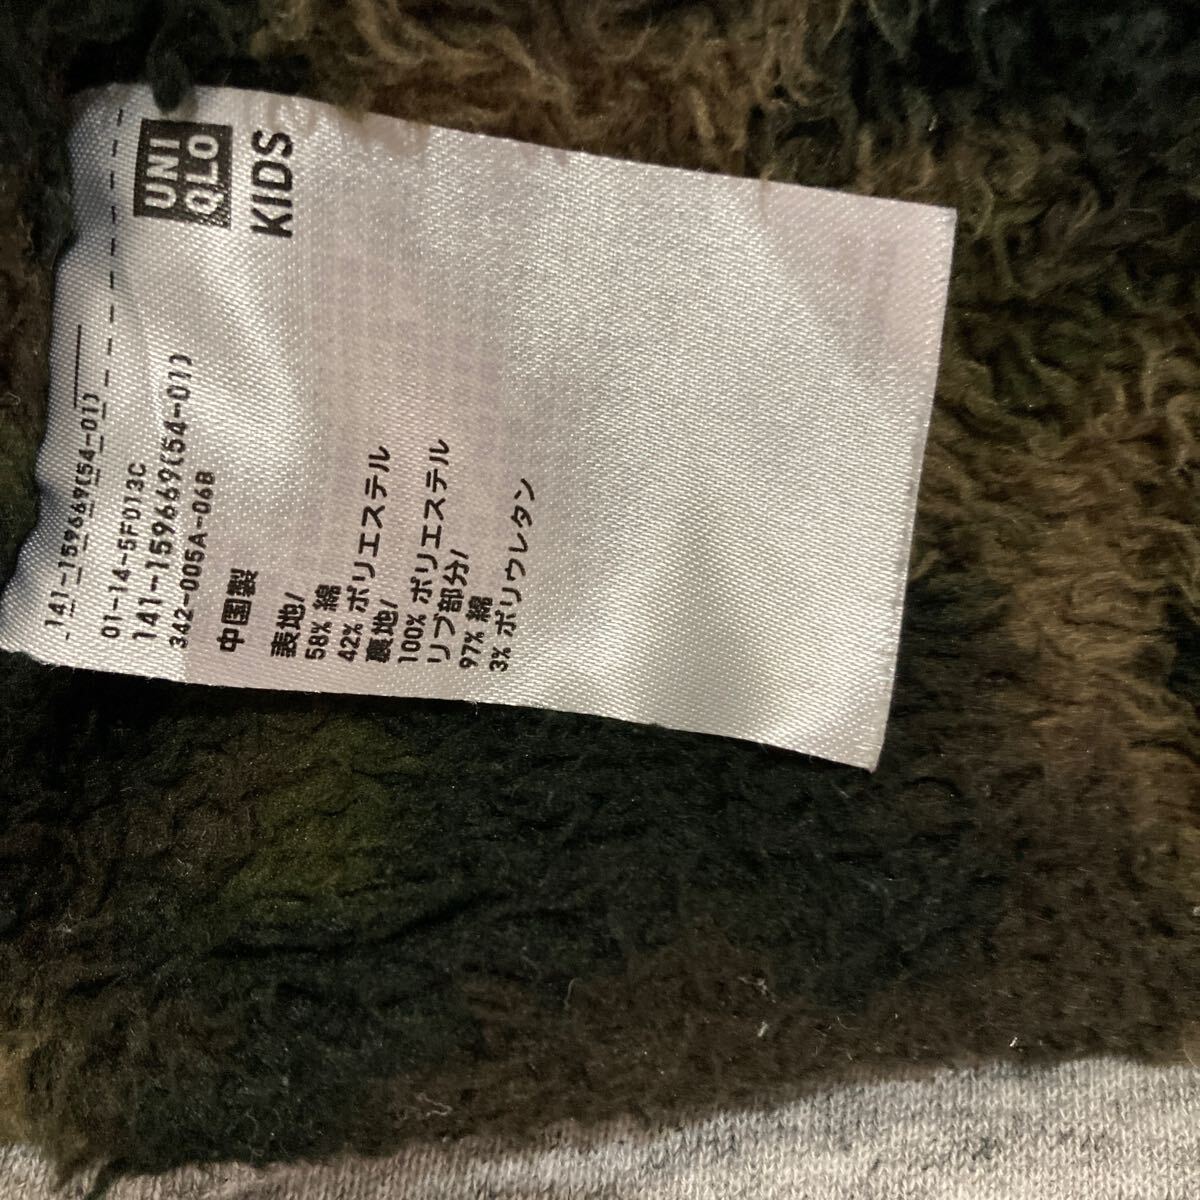 UNI
QLO
KIDS
141-159669(54-01)
01-14-5F013C
141-159669(54-01)
342-005A-06B
中国製
表地/
58% 綿
42% ポリエステル
裏地/
100% ポリエステル
リブ部分/
97% 綿
3% ポリウレタン